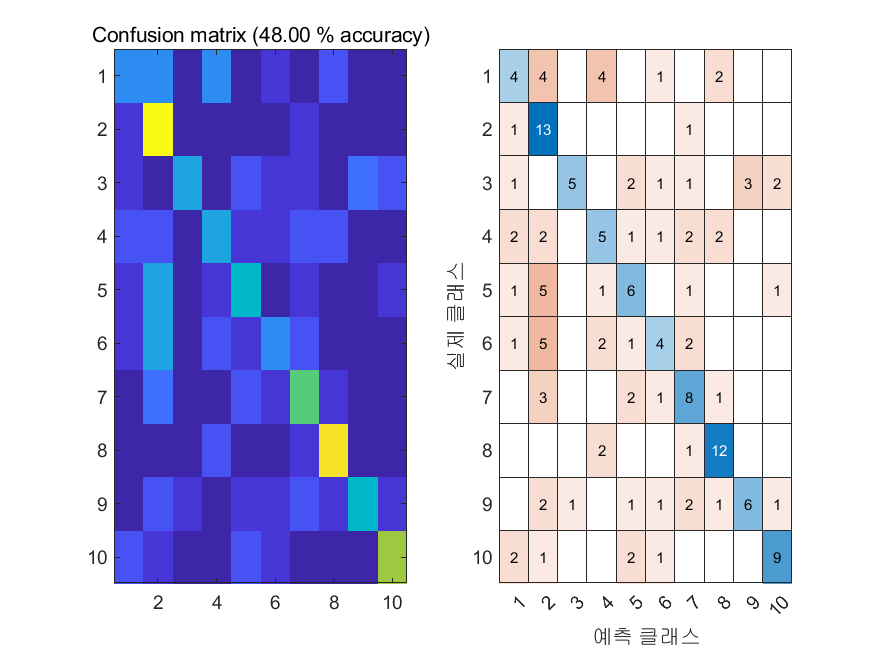 Confusion matrix (48.00 % accuracy)
1
2
3
4
5
6
7
8
9
10
2 4 6 8 10
실제 클래스
1 4 4 4 1 2
2 1 13 1
3 1 5 2 1 1 3 2
4 2 2 5 1 1 2 2
5 1 5 1 6 1 1
6 1 5 2 1 4 2
7 3 2 1 8 1
8 2 1 12
9 2 1 1 1 2 1 6 1
10 2 1 2 1 9
1 2 3 4 5 6 7 8 9 10
예측 클래스